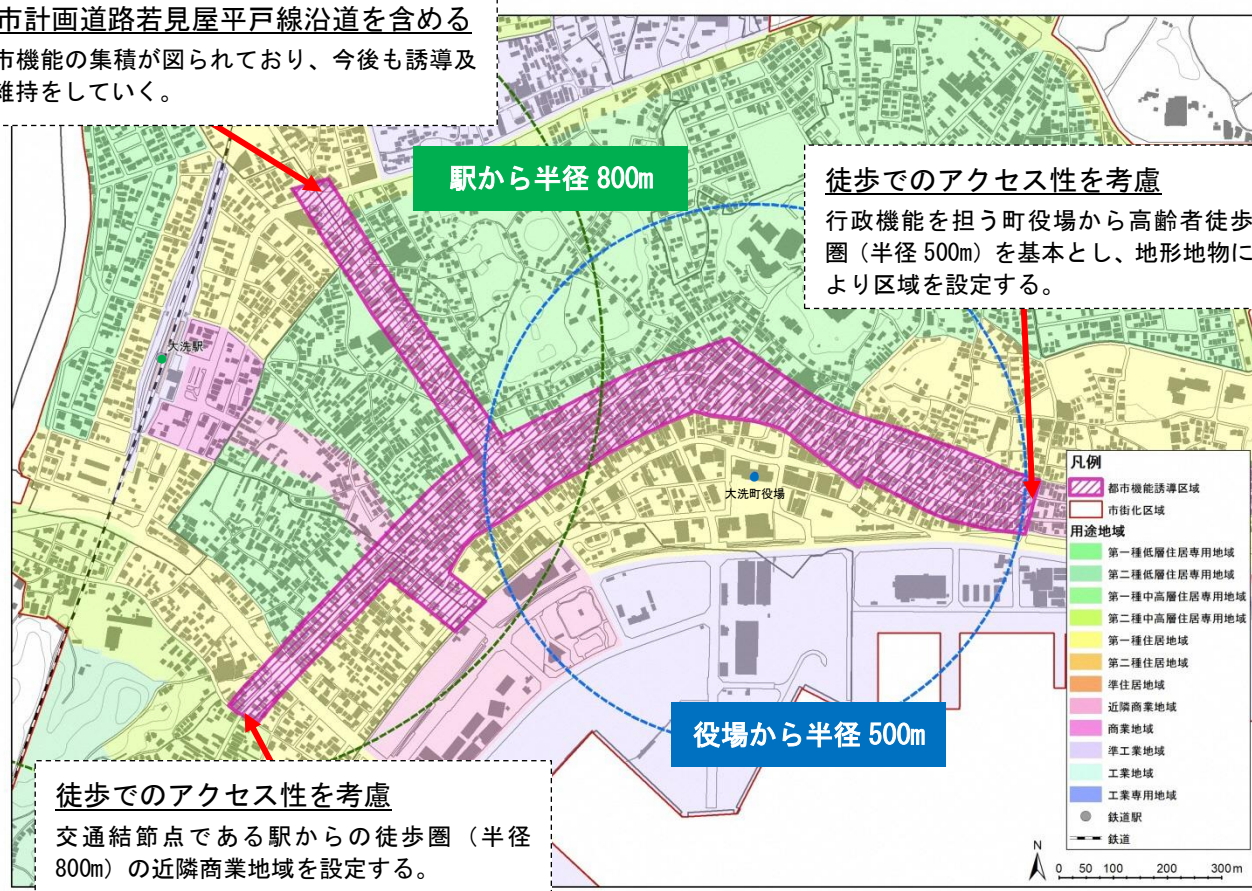 市計画道路若見屋平戸線沿道を含める
市機能の集積が図られており、今後も誘導及
維持をしていく。
駅から半径 800m
徒歩でのアクセス性を考慮
行政機能を担う町役場から高齢者徒歩
圏（半径 500m）を基本とし、地形地物に
より区域を設定する。
大洗駅
大洗町役場
役場から半径 500m
徒歩でのアクセス性を考慮
交通結節点である駅からの徒歩圏（半径
800m）の近隣商業地域を設定する。
凡例
都市機能誘導区域
市街化区域
用途地域
第一種低層住居専用地域
第二種低層住居専用地域
第一種中高層住居専用地域
第二種中高層住居専用地域
第一種住居地域
第二種住居地域
準住居地域
近隣商業地域
商業地域
準工業地域
工業地域
工業専用地域
鉄道駅
鉄道
N
0 50 100 200 300m